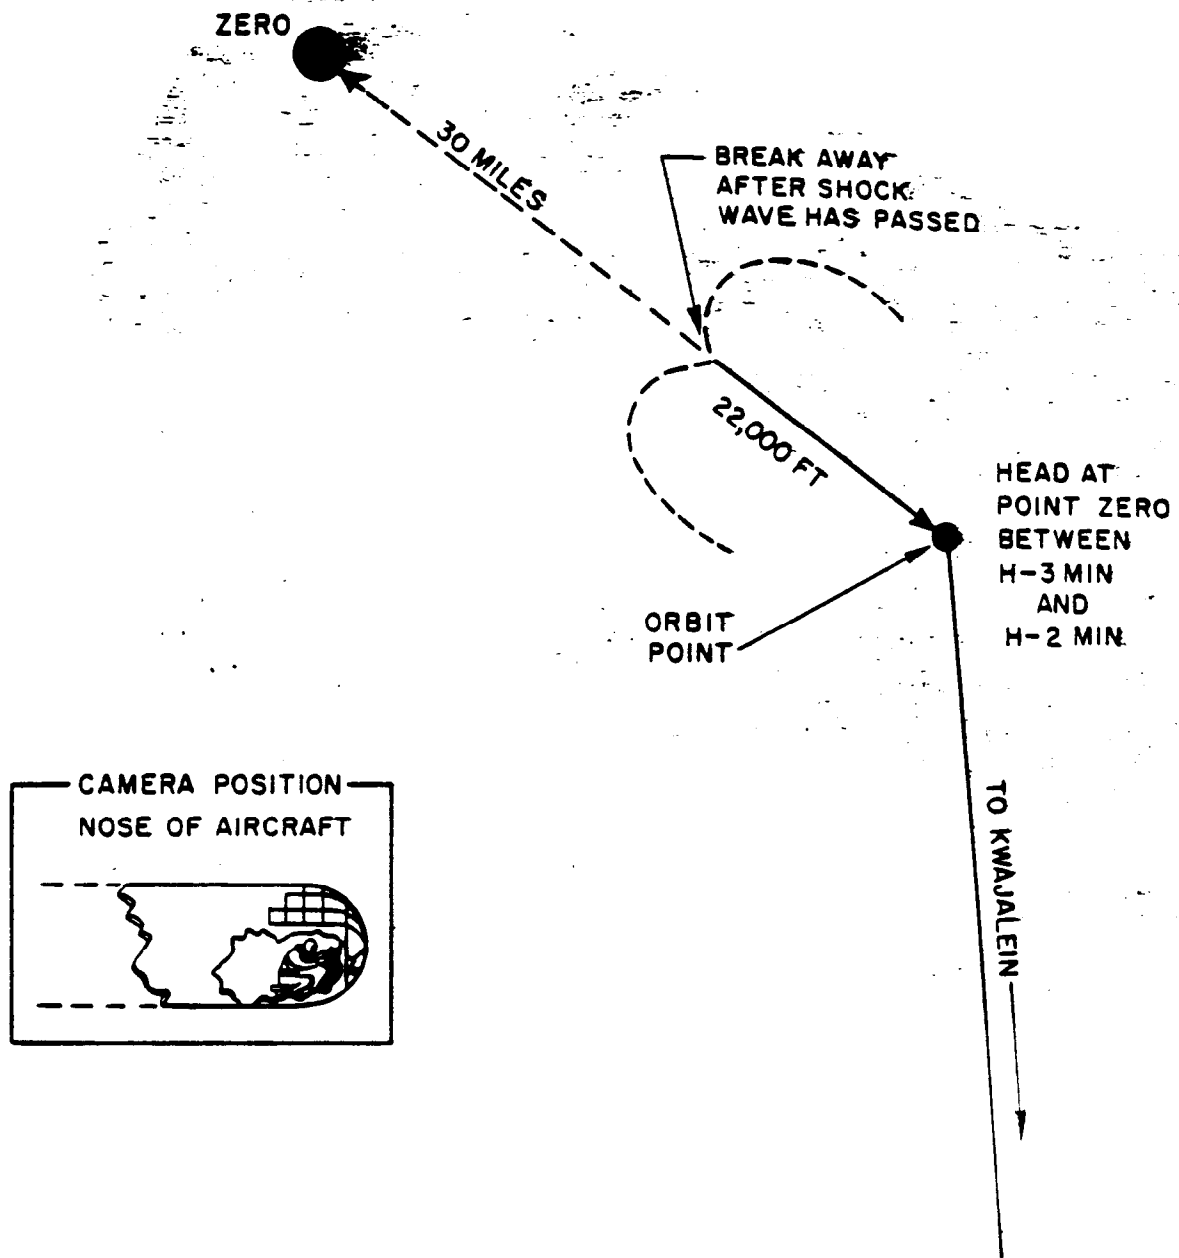 ZERO
30 MILES
BREAK AWAY
AFTER SHOCK
WAVE HAS PASSED
22,000 FT
HEAD AT
POINT ZERO
BETWEEN
H-3 MIN
AND
H-2 MIN
ORBIT
POINT
TO KWAJALEIN
CAMERA POSITION
NOSE OF AIRCRAFT